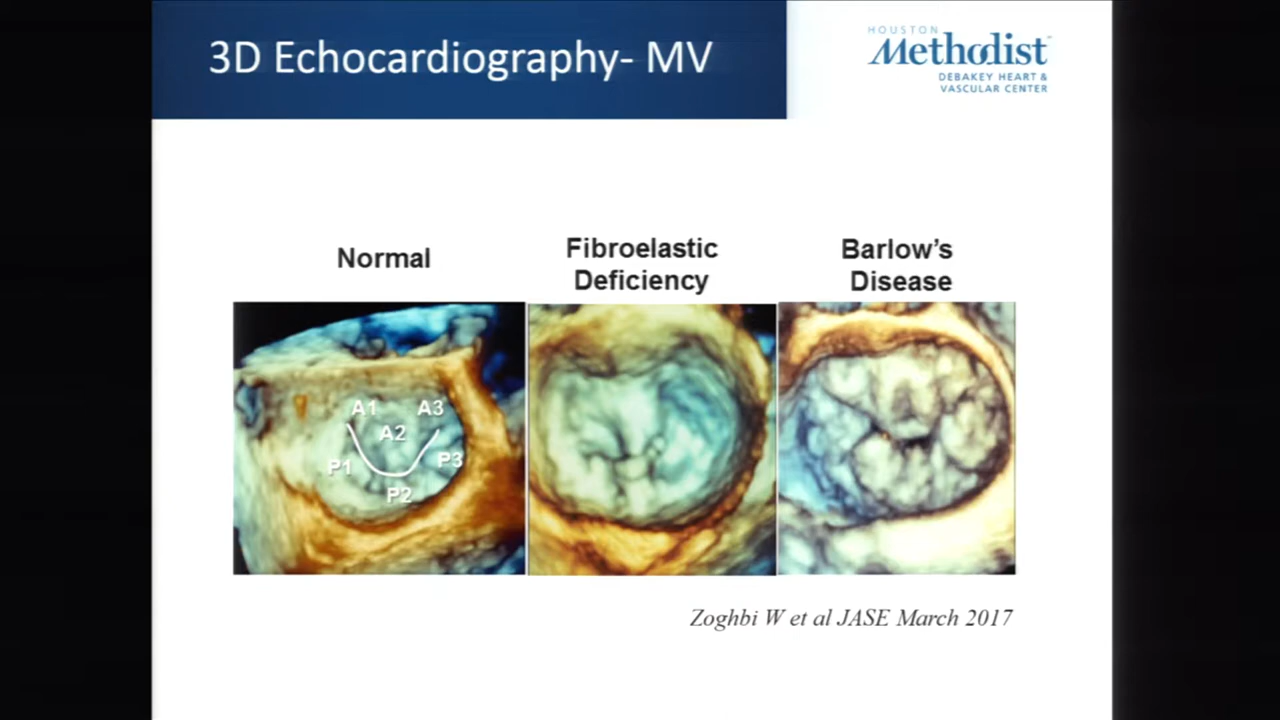 3D Echocardiography- MV
HOUSTON
Methodist
DEBAKEY HEART &
VASCULAR CENTER
Normal
Fibroelastic
Deficiency
Barlow's
Disease
A1
A3
A2
P1
P3
P2
Zoghbi W et al JASE March 2017